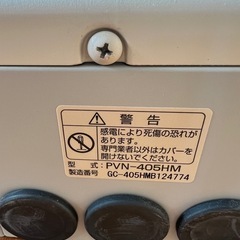 警告
感電により死傷の恐れが
あります。
専門業者以外はカバーを
開けないでください。
型　式：PVN-405HM
製造番号 GC-405HMB124774